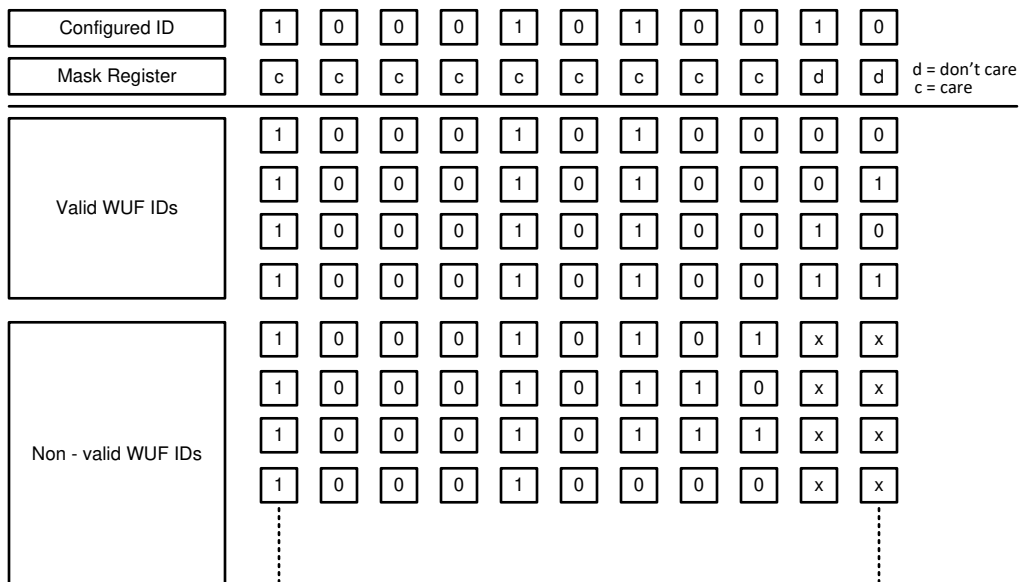 Configured ID 1 0 0 0 1 0 1 0 0 1 0
Mask Register c c c c c c c c c d d d = don’t care
c = care
1 0 0 0 1 0 1 0 0 0 0
1 0 0 0 1 0 1 0 0 0 1
Valid WUF IDs
1 0 0 0 1 0 1 0 0 1 0
1 0 0 0 1 0 1 0 0 1 1
1 0 0 0 1 0 1 0 1 x x
1 0 0 0 1 0 1 1 0 x x
1 0 0 0 1 0 1 1 1 x x
Non - valid WUF IDs
1 0 0 0 1 0 0 0 0 x x